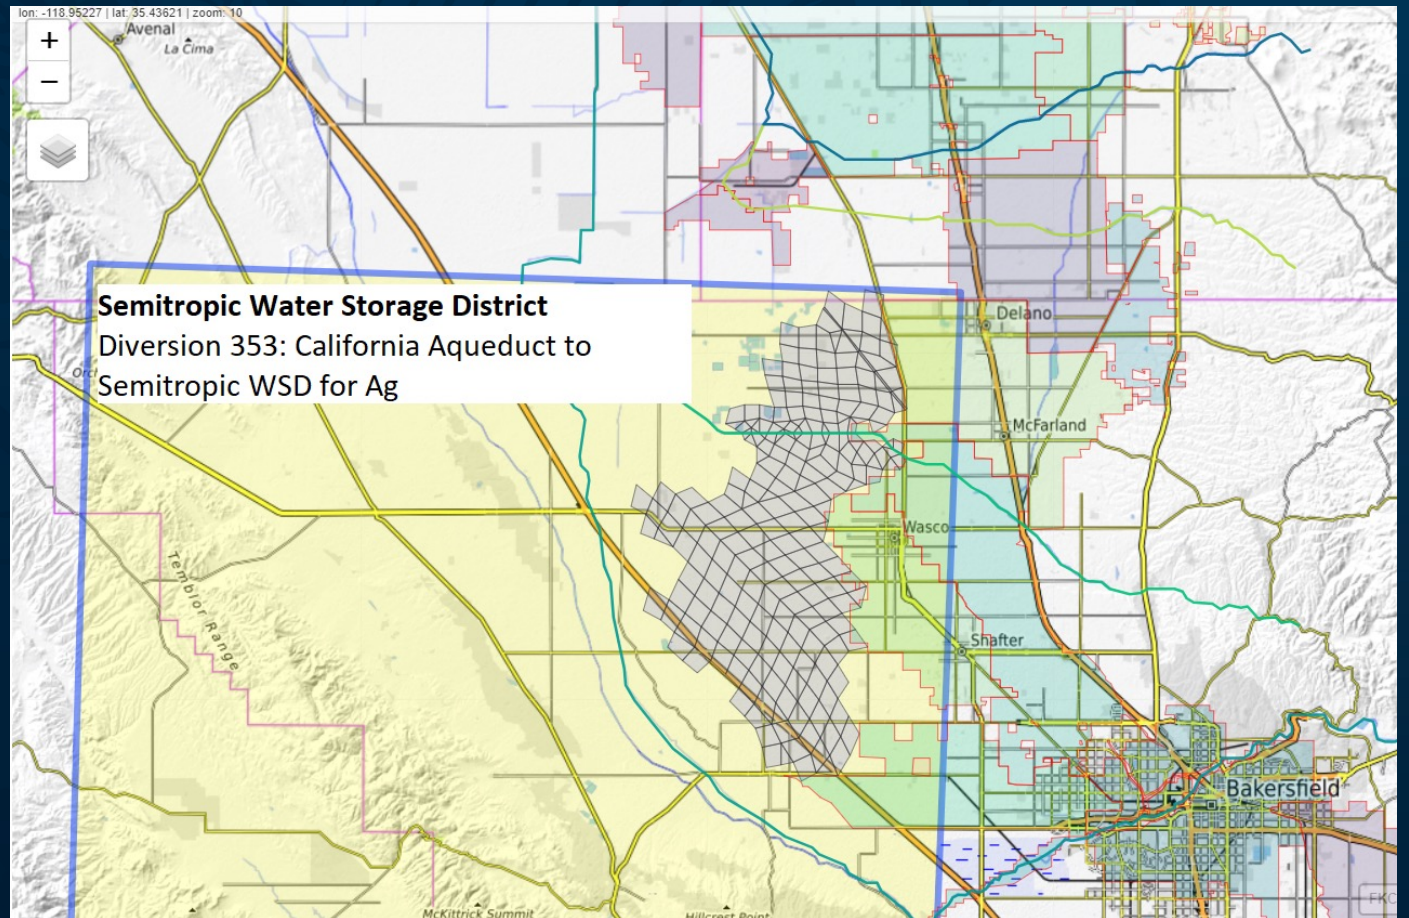 lon: -118.95227 | lat: 35.43621 | zoom: 10
+
−
Avenal
La Cima
Semitropic Water Storage District
Diversion 353: California Aqueduct to
Semitropic WSD for Ag
Delano
McFarland
Wasco
Temblor Range
Shafter
Bakersfield
McKittrick Summit
Hillcrest Point
FKC